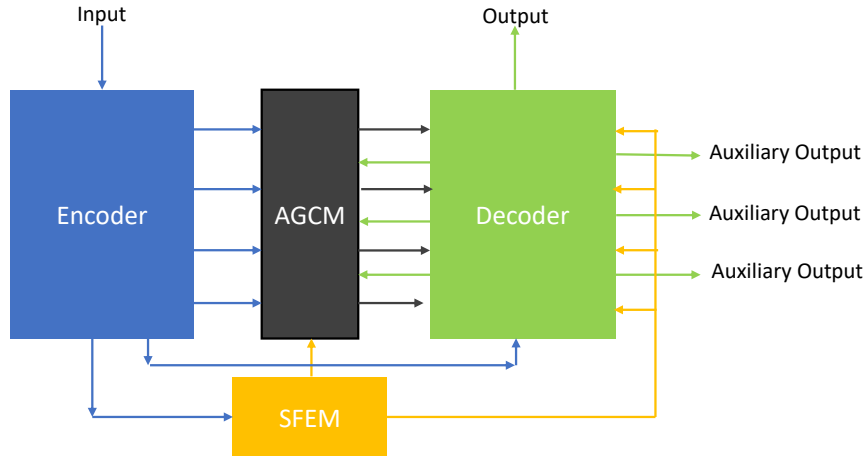 Input
Output
Encoder
AGCM
Decoder
Auxiliary Output
Auxiliary Output
Auxiliary Output
SFEM